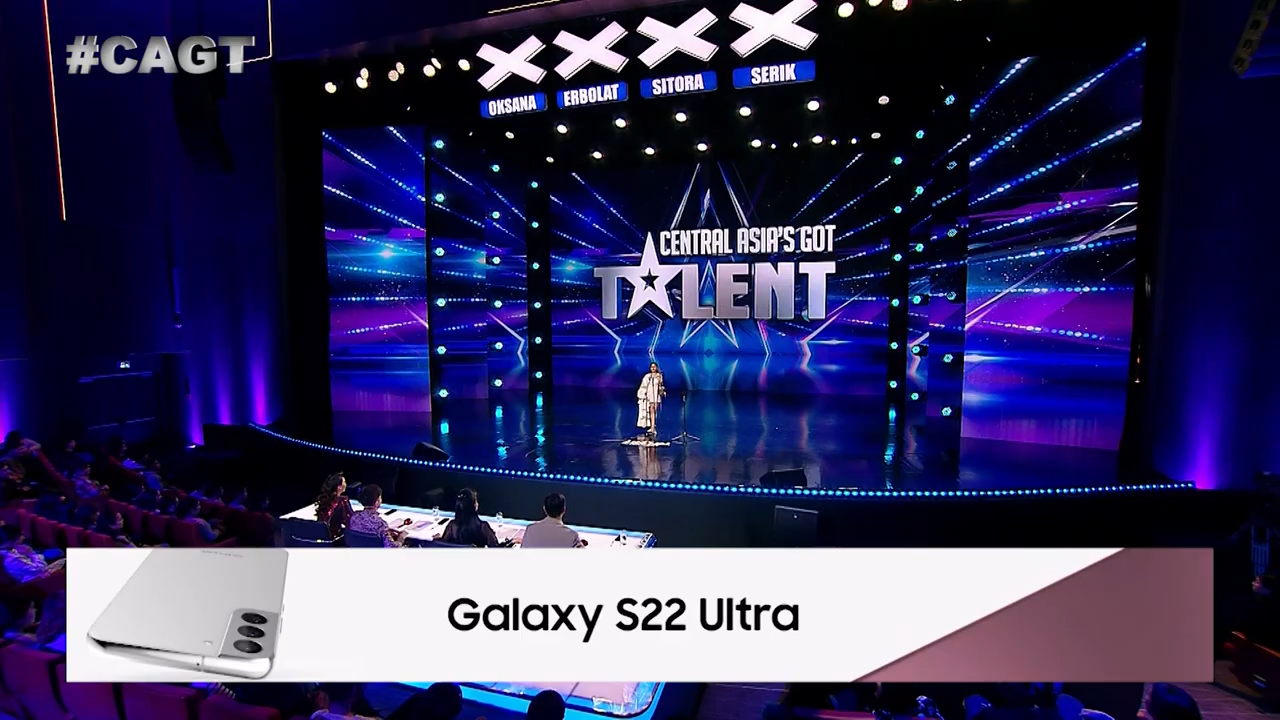 #CAGT
OKSANA
ERBOLAT
SITORA
SERIK
CENTRAL ASIA'S GOT
TALENT
Galaxy S22 Ultra